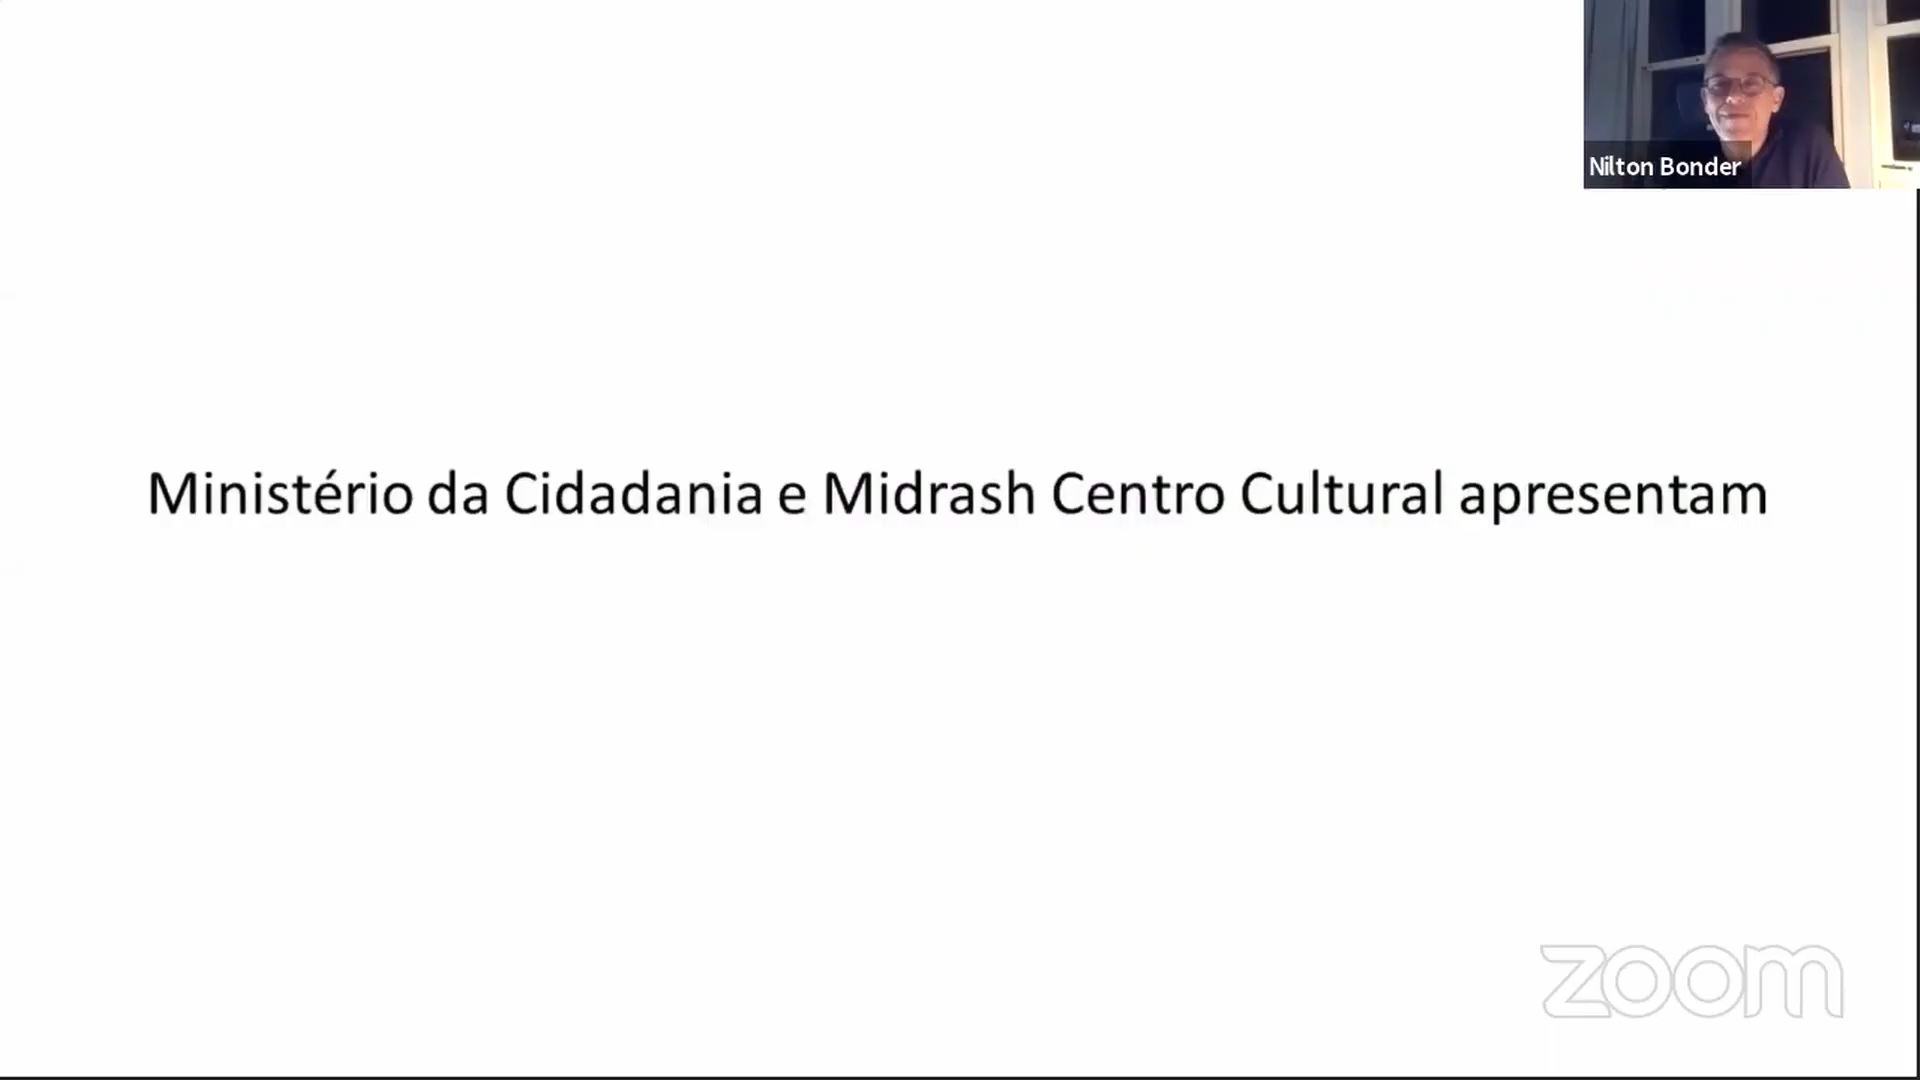 Nilton Bonder
Ministério da Cidadania e Midrash Centro Cultural apresentam
zoom